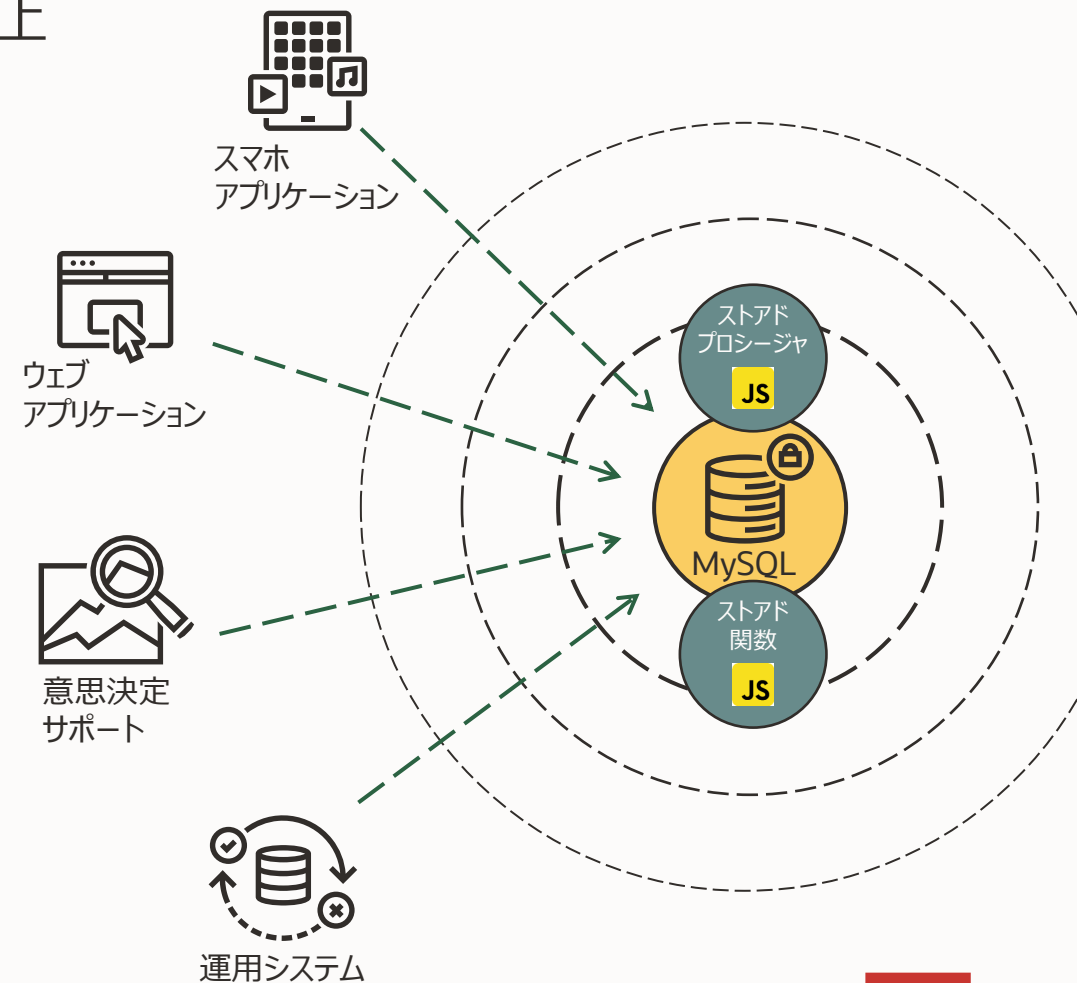 上
スマホ
アプリケーション
ウェブ
アプリケーション
ストアド
プロシージャ
JS
MySQL
ストアド
関数
JS
意思決定
サポート
運用システム